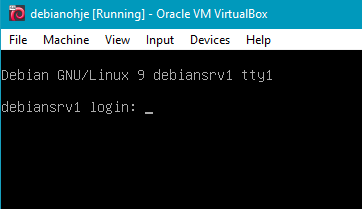 debianohje [Running] - Oracle VM VirtualBox
File Machine View Input Devices Help
Debian GNU/Linux 9 debiansrv1 tty1
debiansrv1 login: _